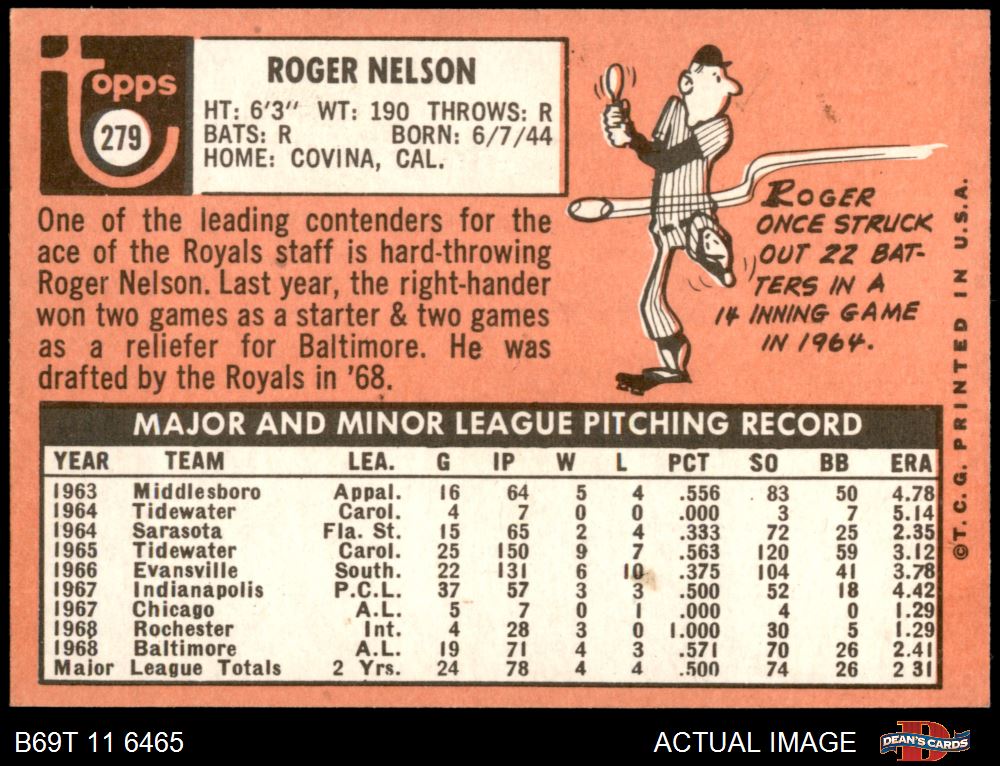 topps
279
ROGER NELSON
HT: 6'3" WT: 190 THROWS: R
BATS: R BORN: 6/7/44
HOME: COVINA, CAL.
One of the leading contenders for the
ace of the Royals staff is hard-throwing
Roger Nelson. Last year, the right-hander
won two games as a starter & two games
as a reliefer for Baltimore. He was
drafted by the Royals in '68.
ROGER
ONCE STRUCK
OUT 22 BAT-
TERS IN A
14 INNING GAME
IN 1964.
©T.C.G. PRINTED IN U.S.A.
MAJOR AND MINOR LEAGUE PITCHING RECORD
YEAR TEAM LEA. G IP W L PCT SO BB ERA
1963 Middlesboro Appal. 16 64 5 4 .556 83 50 4.78
1964 Tidewater Carol. 4 7 0 0 .000 3 7 5.14
1964 Sarasota Fla. St. 15 65 2 4 .333 72 25 2.35
1965 Tidewater Carol. 25 150 9 7 .563 120 59 3.12
1966 Evansville South. 22 131 6 10 .375 104 41 3.78
1967 Indianapolis P.C.L. 37 57 3 3 .500 52 18 4.42
1967 Chicago A.L. 5 7 0 1 .000 4 0 1.29
1968 Rochester Int. 4 28 3 0 1.000 30 5 1.29
1968 Baltimore A.L. 19 71 4 3 .571 70 26 2.41
Major League Totals 2 Yrs. 24 78 4 4 .500 74 26 2 31
B69T 11 6465
ACTUAL IMAGE
D
DEAN'S CARDS